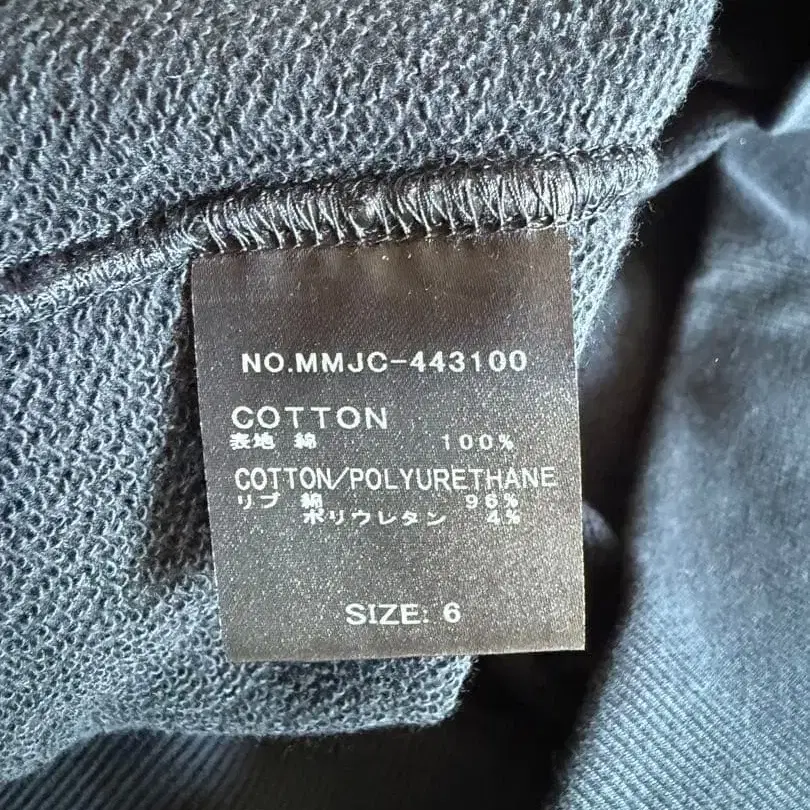 NO.MMJC-443100
COTTON
表地 綿 100%
COTTON/POLYURETHANE
リブ 綿 96%
ポリウレタン 4%
SIZE: 6